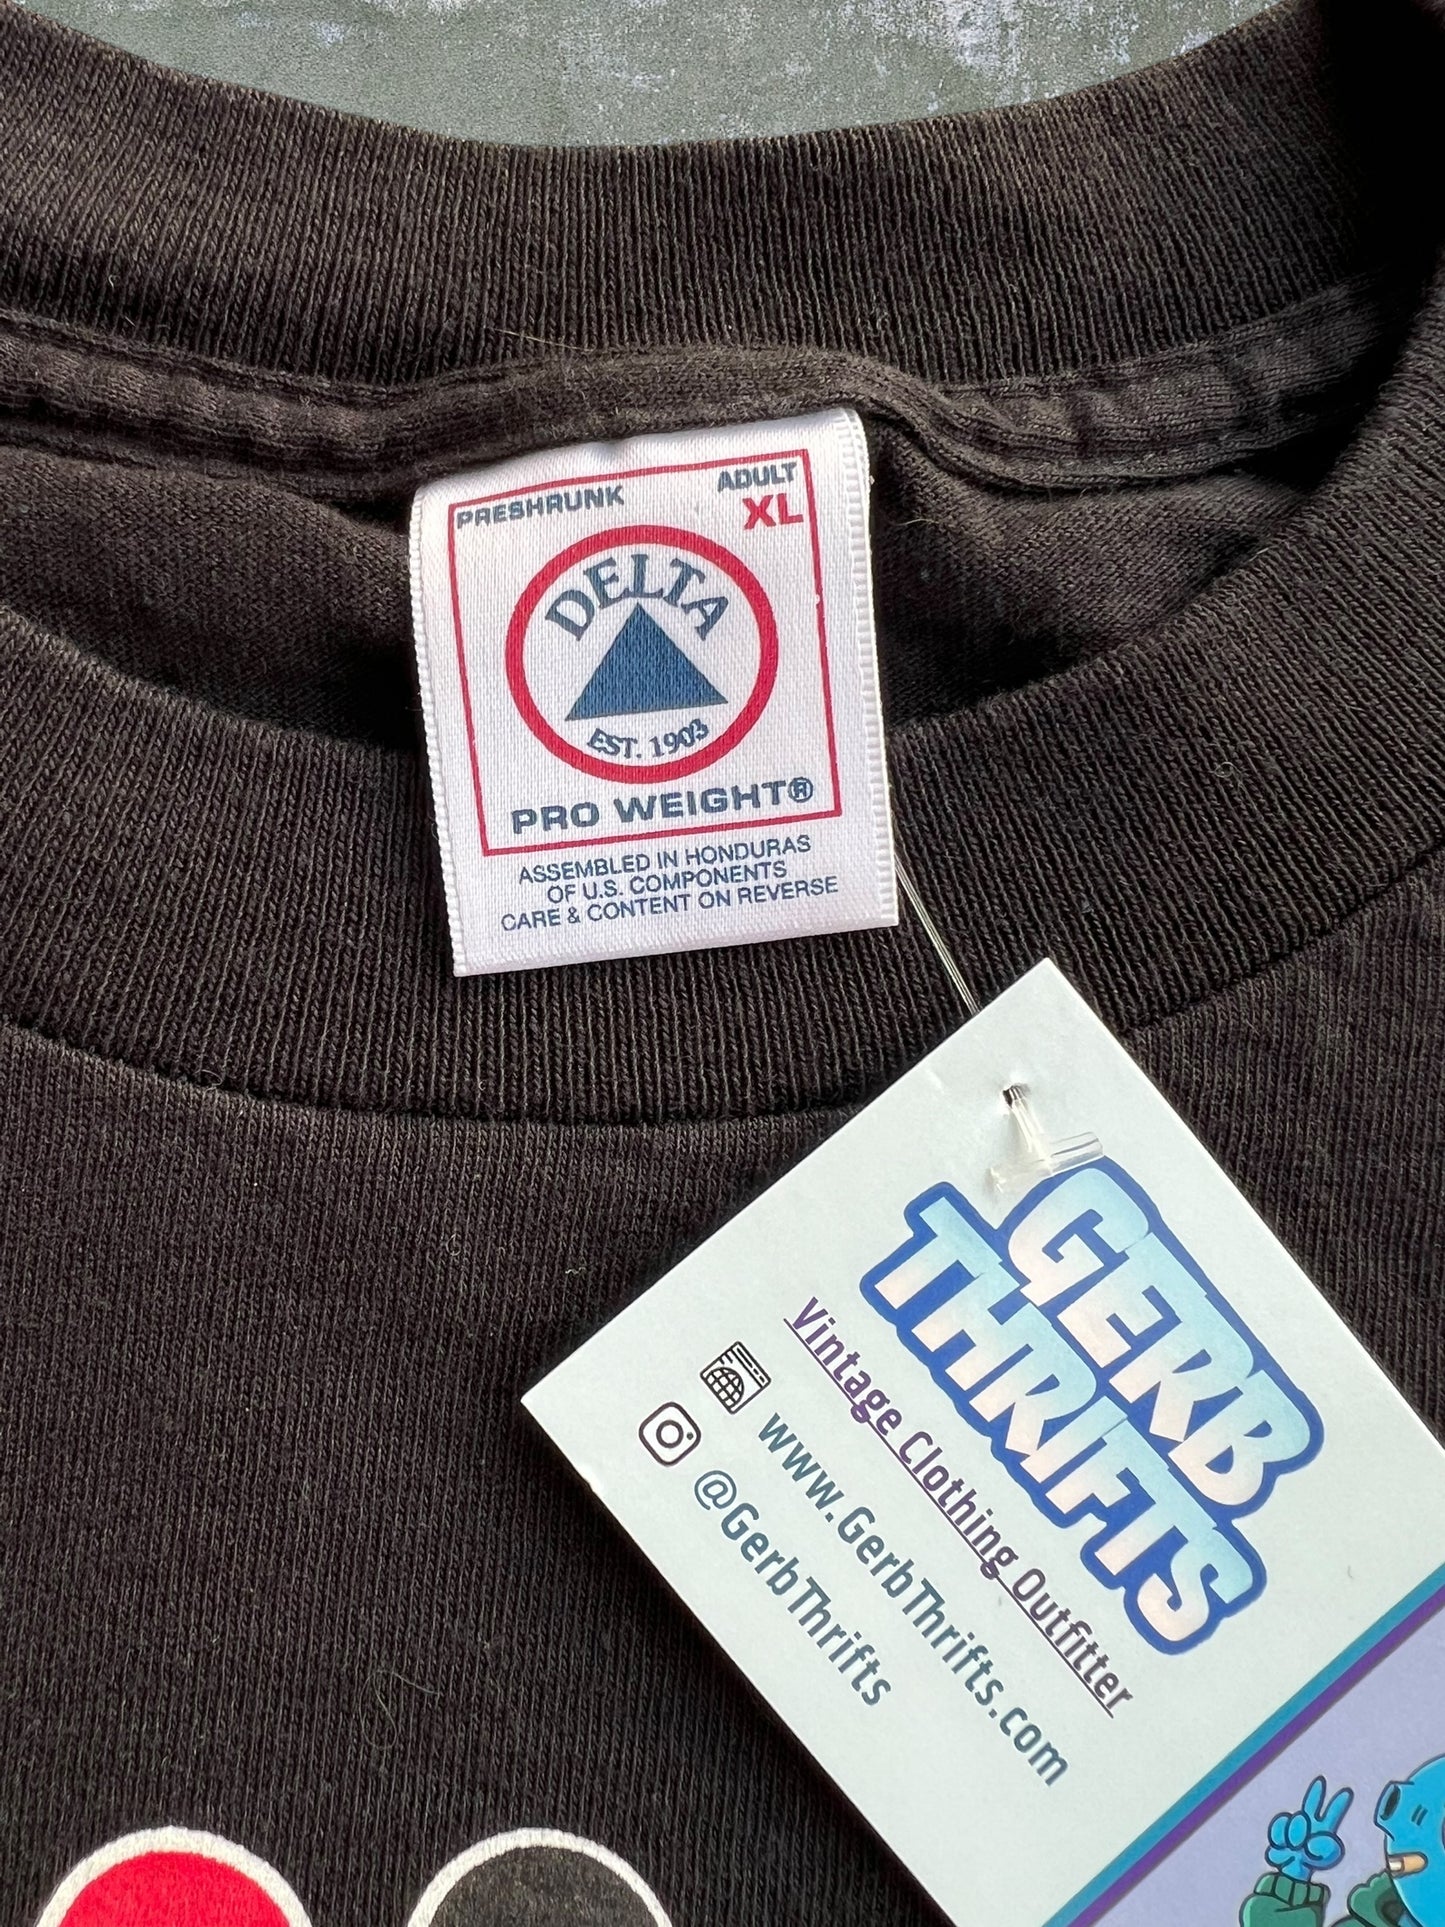 PRESHRUNK
ADULT
XL
DELTA
EST. 1903
PRO WEIGHT®
ASSEMBLED IN HONDURAS
OF U.S. COMPONENTS
CARE & CONTENT ON REVERSE
GERB
THRIFTS
Vintage Clothing Outfitter
www.GerbThrifts.com
@GerbThrifts